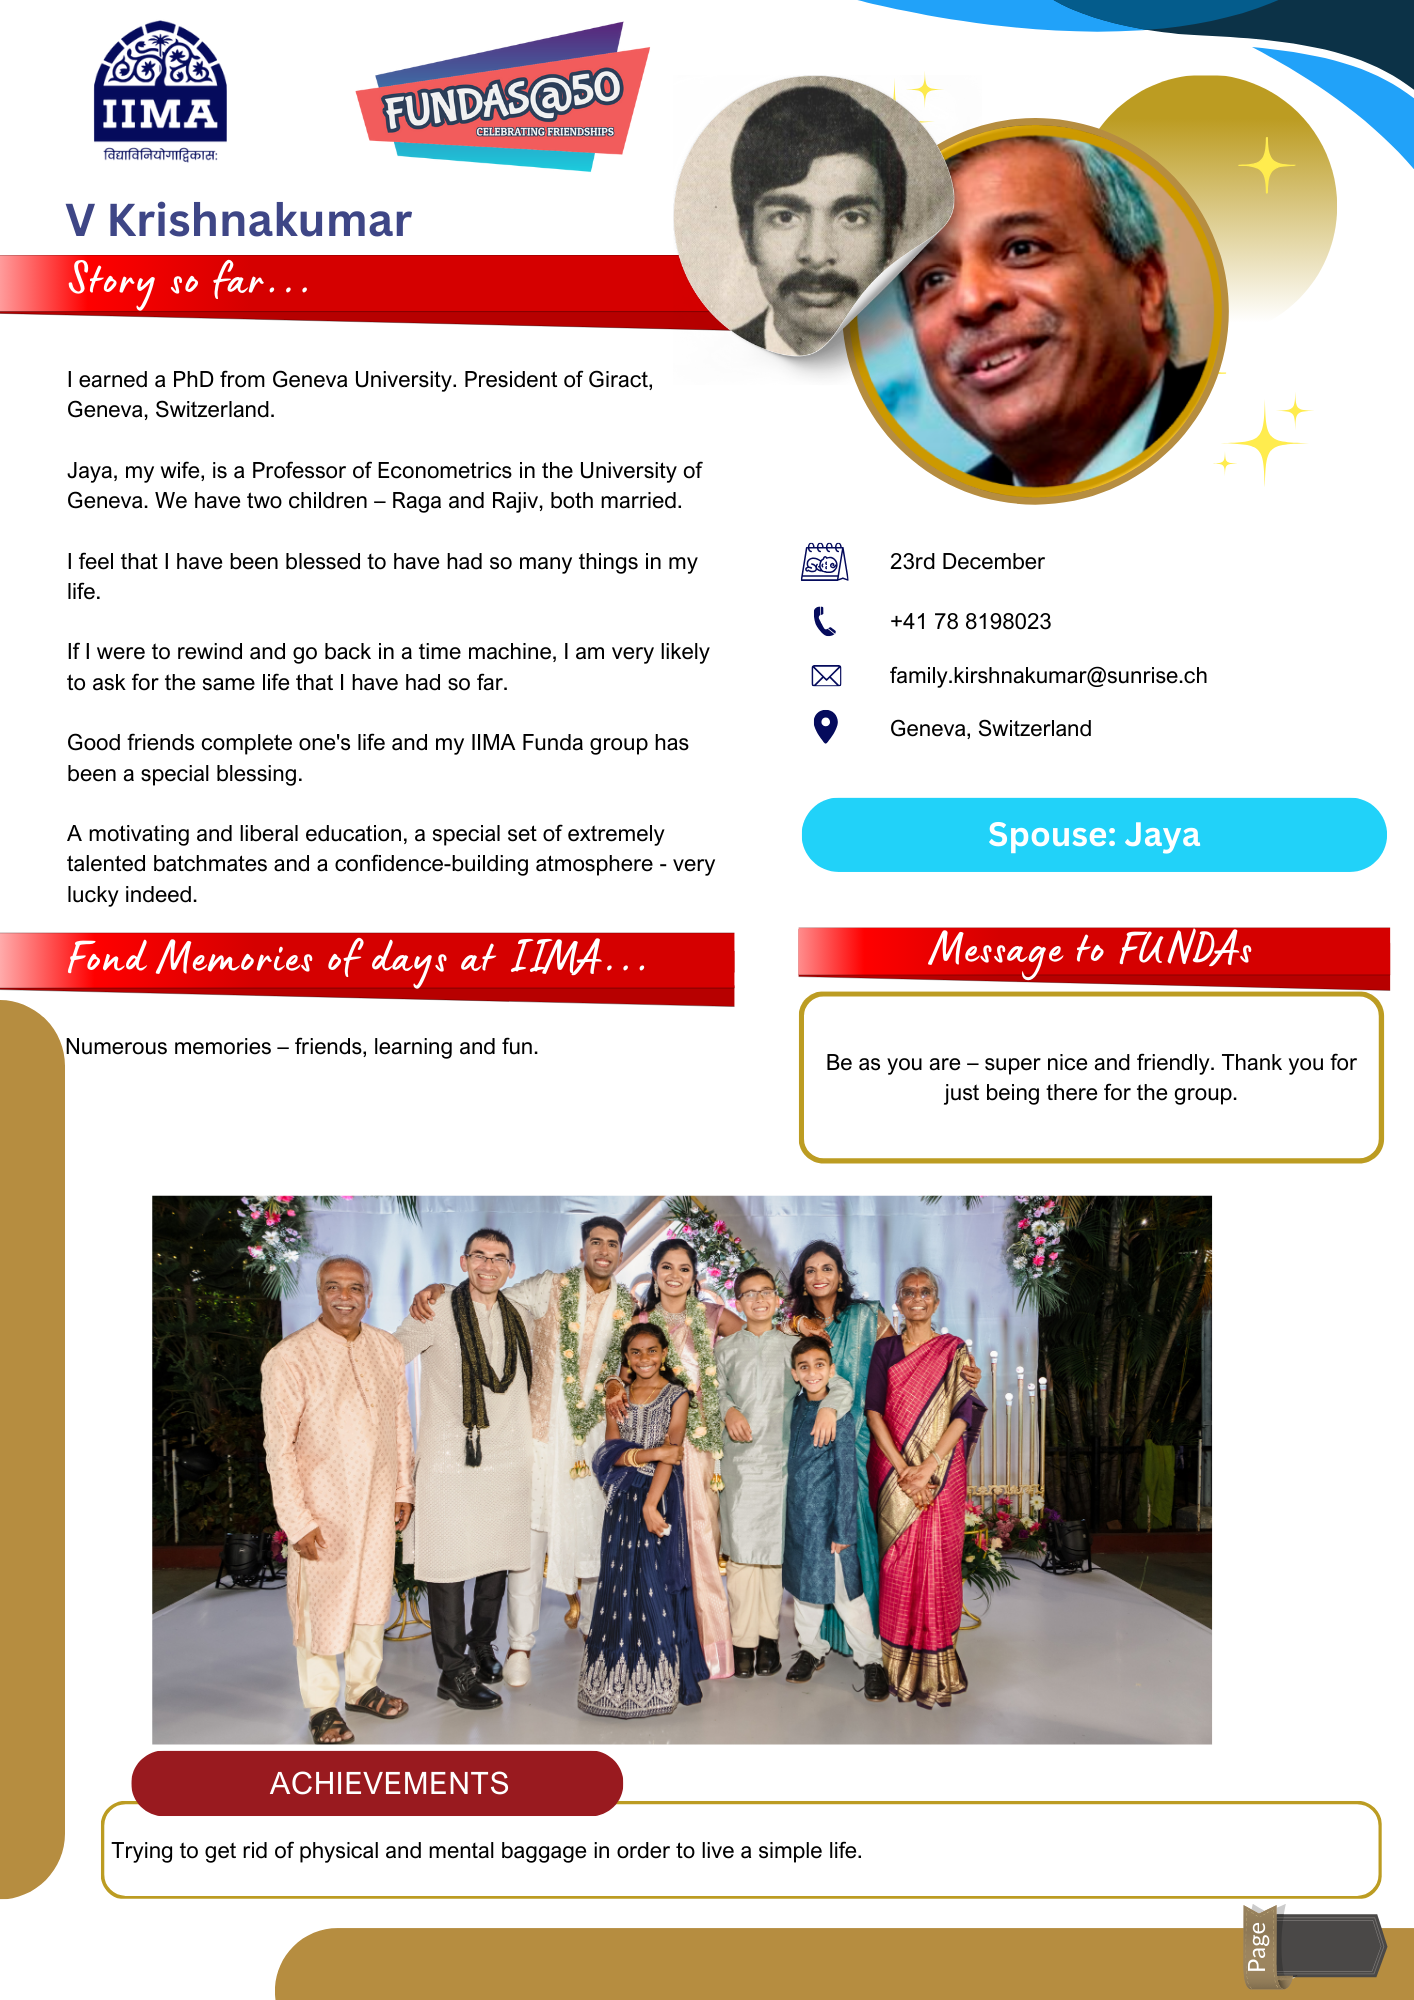 IIMA
विद्याविनियोगाद्विकास:
FUNDAS@50
CELEBRATING FRIENDSHIPS
V Krishnakumar
Story so far...
I earned a PhD from Geneva University. President of Giract,
Geneva, Switzerland.
Jaya, my wife, is a Professor of Econometrics in the University of
Geneva. We have two children – Raga and Rajiv, both married.
I feel that I have been blessed to have had so many things in my
life.
If I were to rewind and go back in a time machine, I am very likely
to ask for the same life that I have had so far.
Good friends complete one's life and my IIMA Funda group has
been a special blessing.
A motivating and liberal education, a special set of extremely
talented batchmates and a confidence-building atmosphere - very
lucky indeed.
23rd December
+41 78 8198023
family.kirshnakumar@sunrise.ch
Geneva, Switzerland
Spouse: Jaya
Fond Memories of days at IIMA...
Numerous memories – friends, learning and fun.
Message to FUNDAs
Be as you are – super nice and friendly. Thank you for
just being there for the group.
ACHIEVEMENTS
Trying to get rid of physical and mental baggage in order to live a simple life.
Page